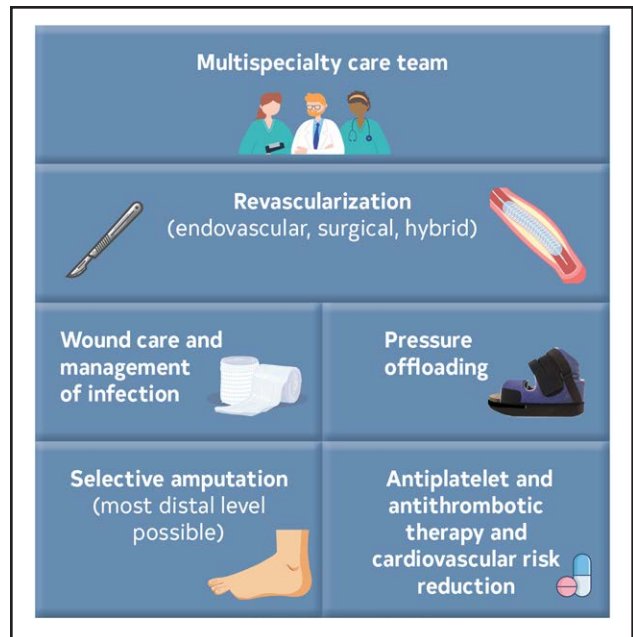 Multispecialty care team
Revascularization
(endovascular, surgical, hybrid)
Wound care and
management
of infection
Pressure
offloading
Selective amputation
(most distal level
possible)
Antiplatelet and
antithrombotic
therapy and
cardiovascular risk
reduction